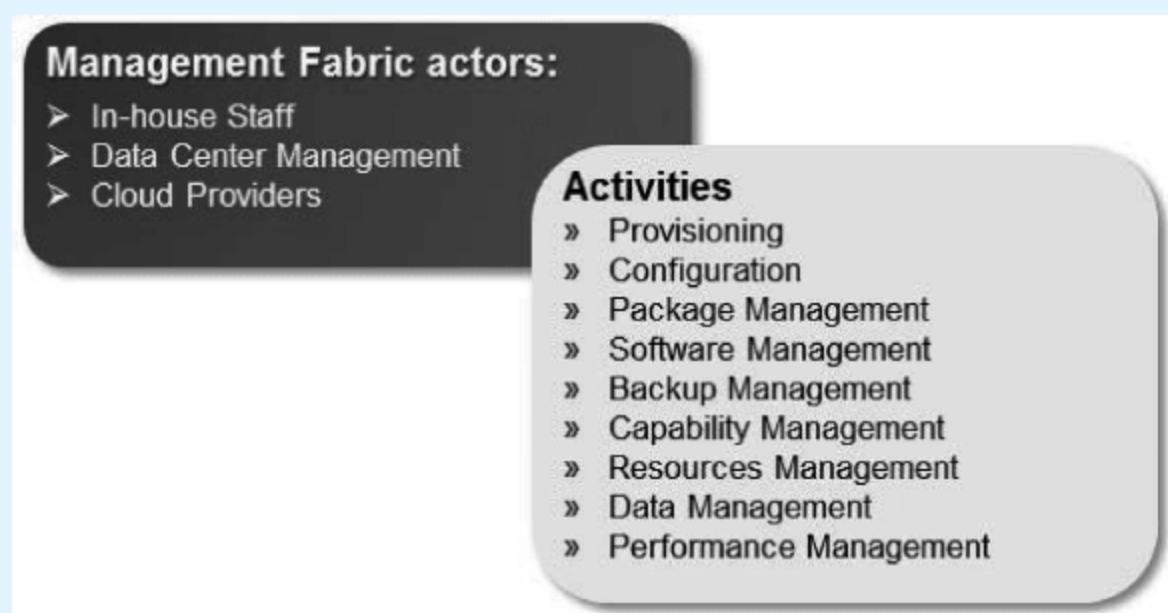 Management Fabric actors:
➢ In-house Staff
➢ Data Center Management
➢ Cloud Providers
Activities
» Provisioning
» Configuration
» Package Management
» Software Management
» Backup Management
» Capability Management
» Resources Management
» Data Management
» Performance Management